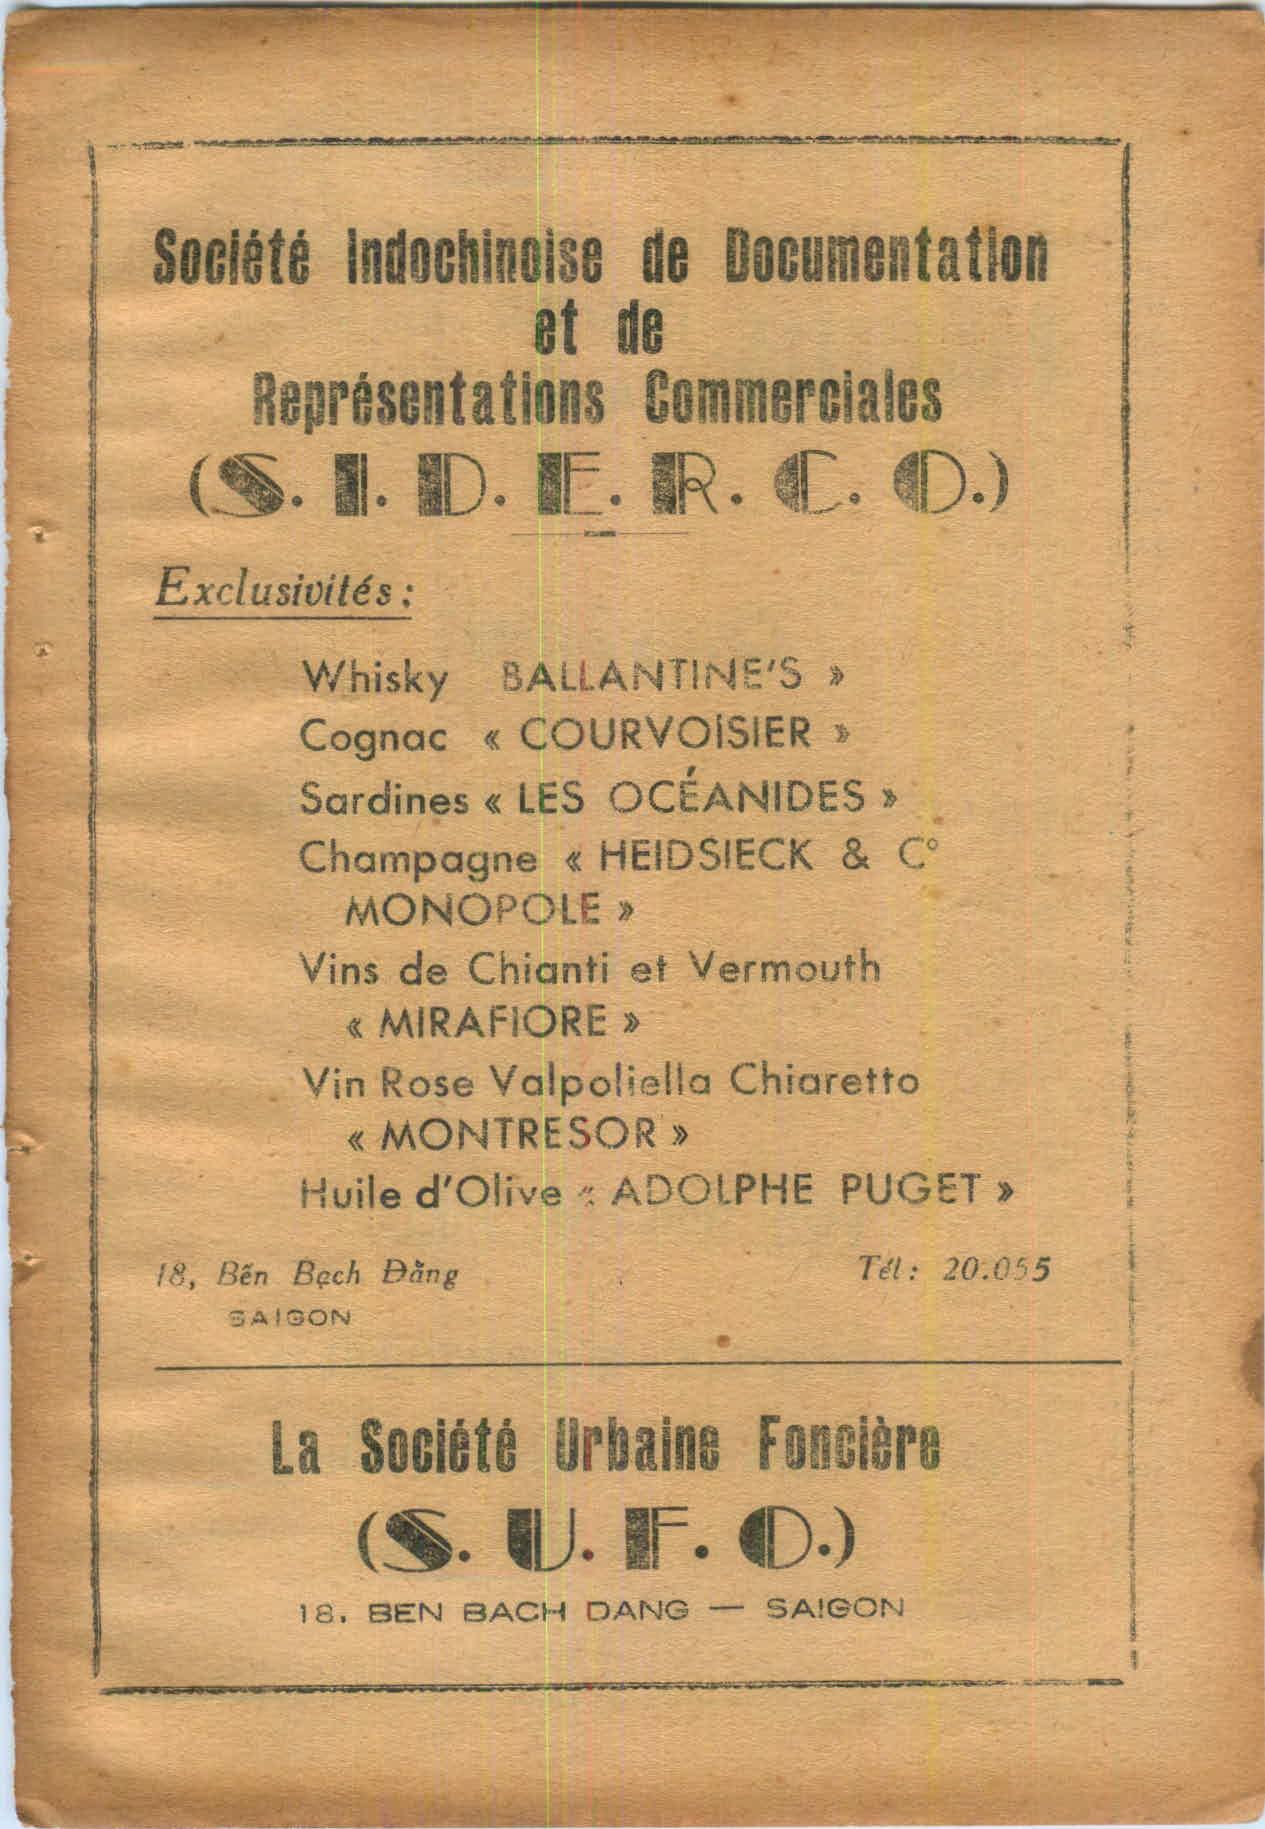 Société Indochinoise de Documentation
et de
Représentations Commerciales
(S. I. D. E. R. C. O.)
Exclusivités :
Whisky BALLANTINE'S »
Cognac « COURVOISIER »
Sardines « LES OCÉANIDES »
Champagne « HEIDSIECK & C°
MONOPOLE »
Vins de Chianti et Vermouth
« MIRAFIORE »
Vin Rose Valpoliella Chiaretto
« MONTRESOR »
Huile d'Olive « ADOLPHE PUGET »
18, Bến Bạch Đằng
Tél : 20.055
SAIGON
La Société Urbaine Foncière
(S. U. F. O.)
18. BEN BACH DANG — SAIGON